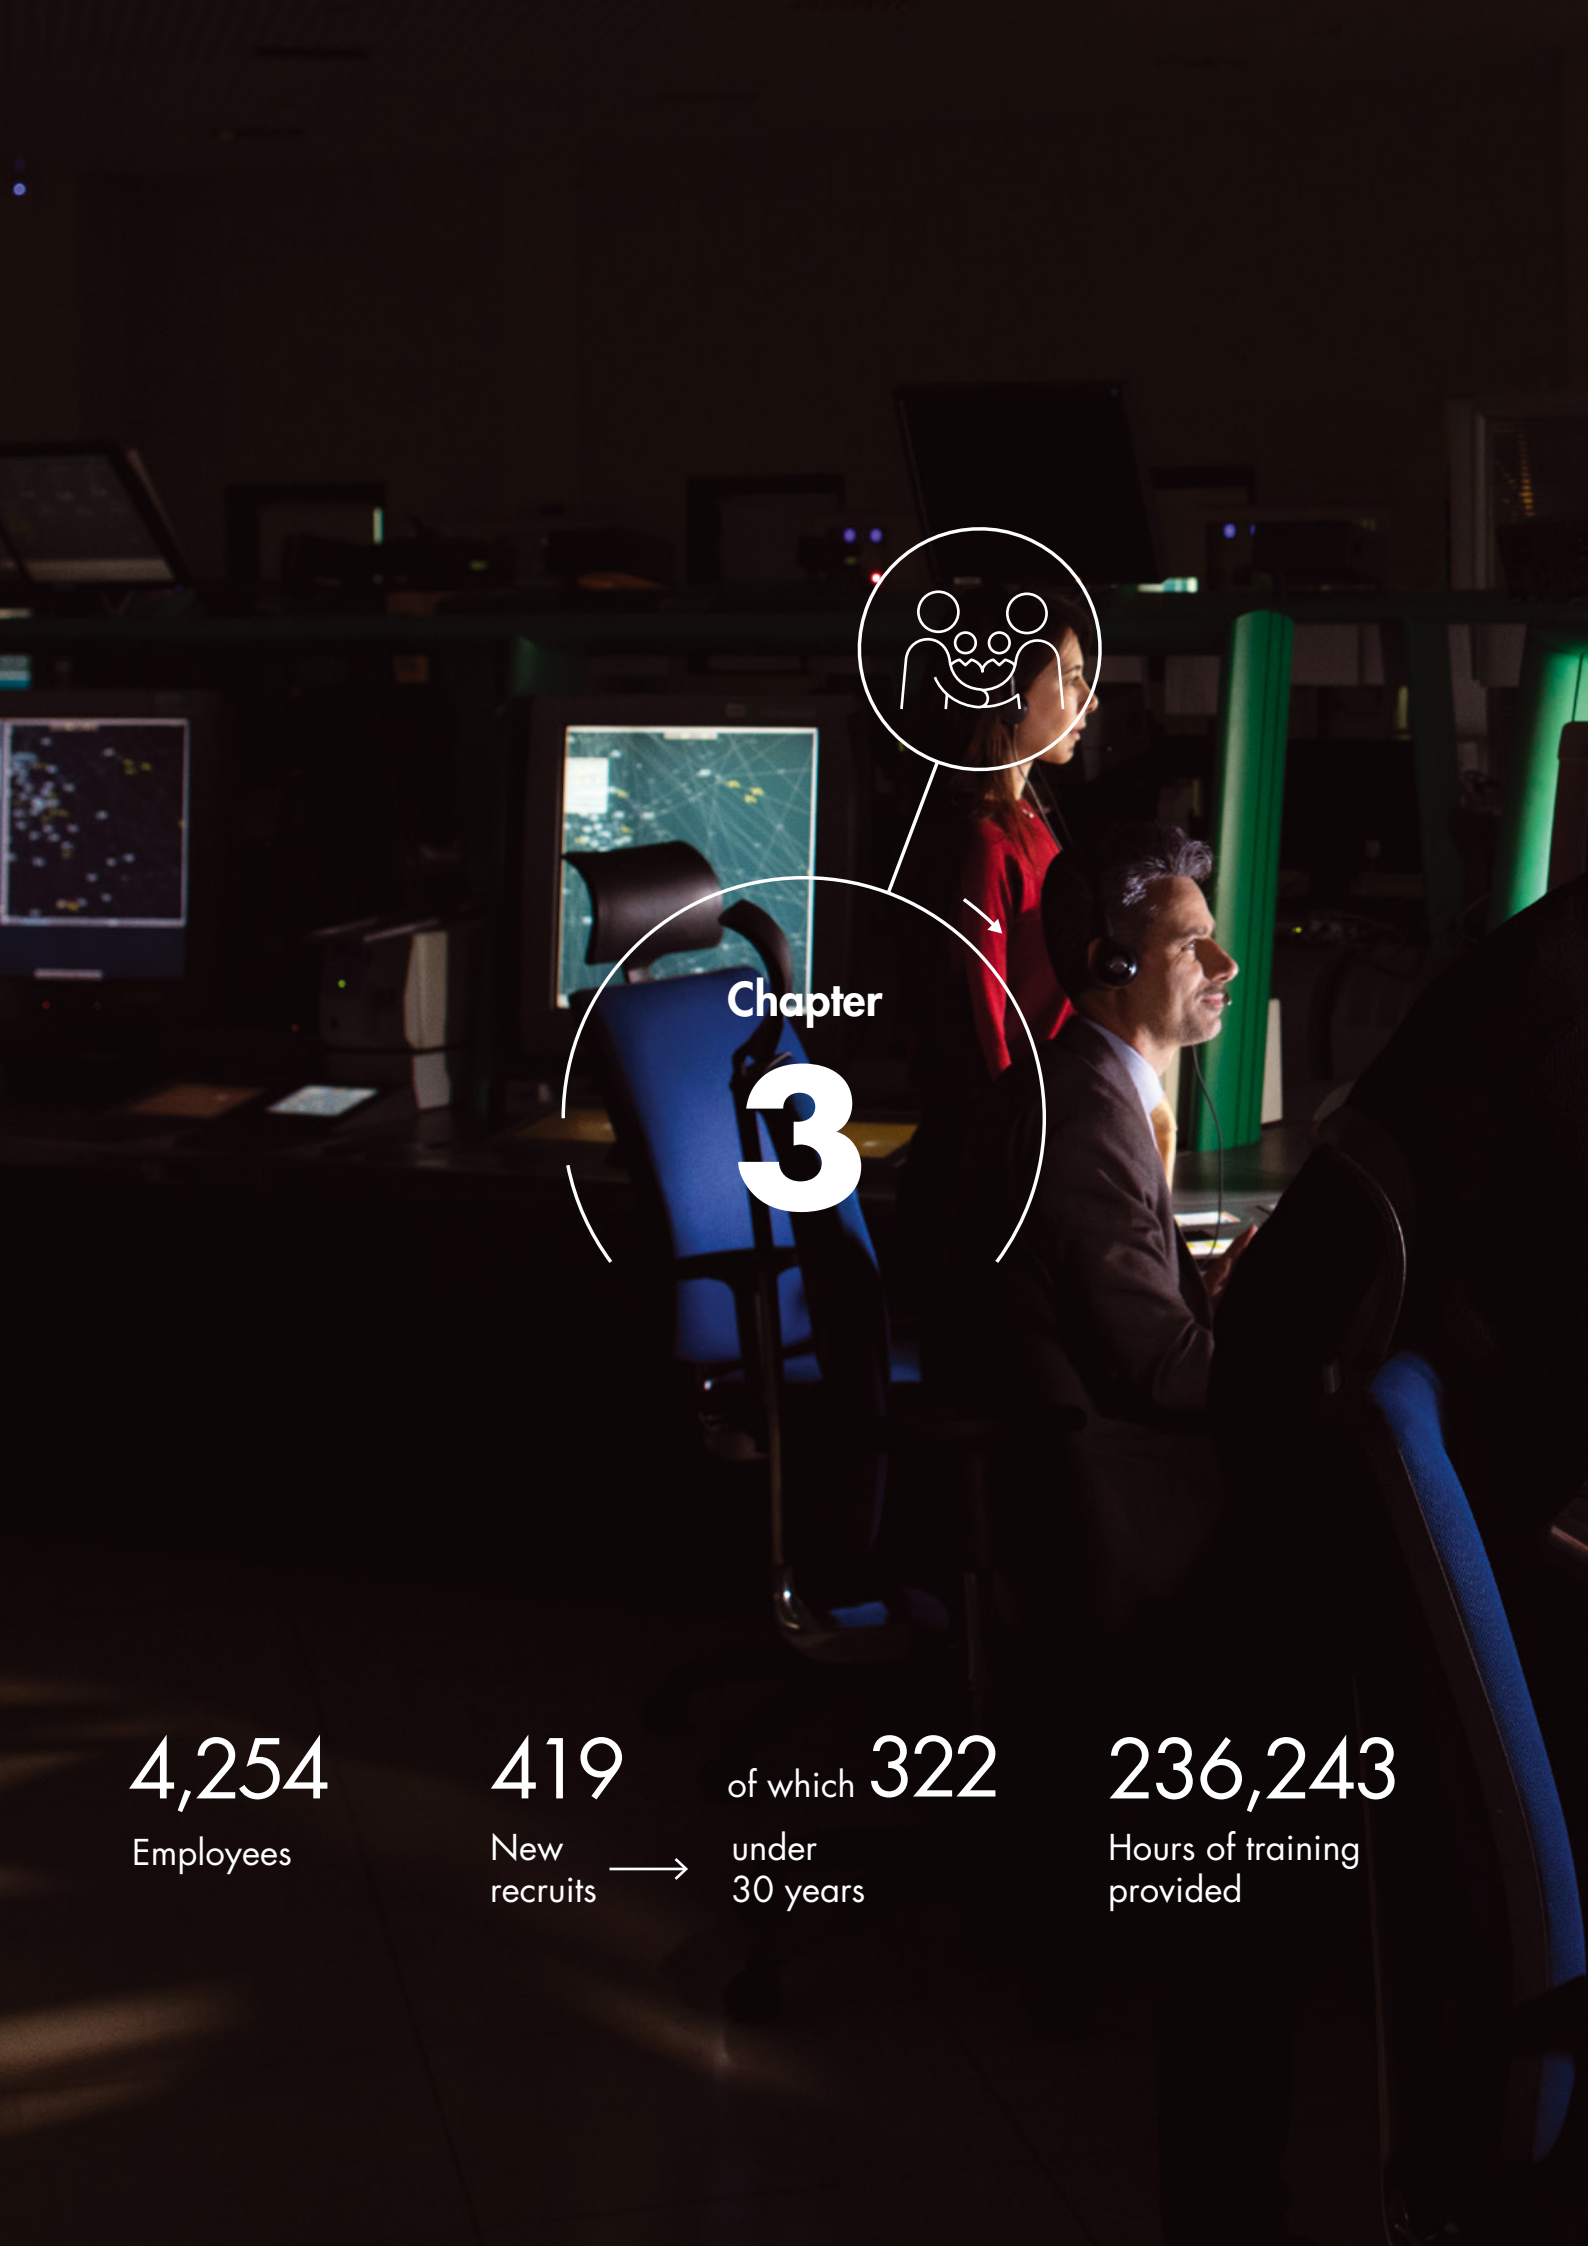 Chapter
3
4,254
Employees
419
New
recruits
of which 322
under
30 years
236,243
Hours of training
provided